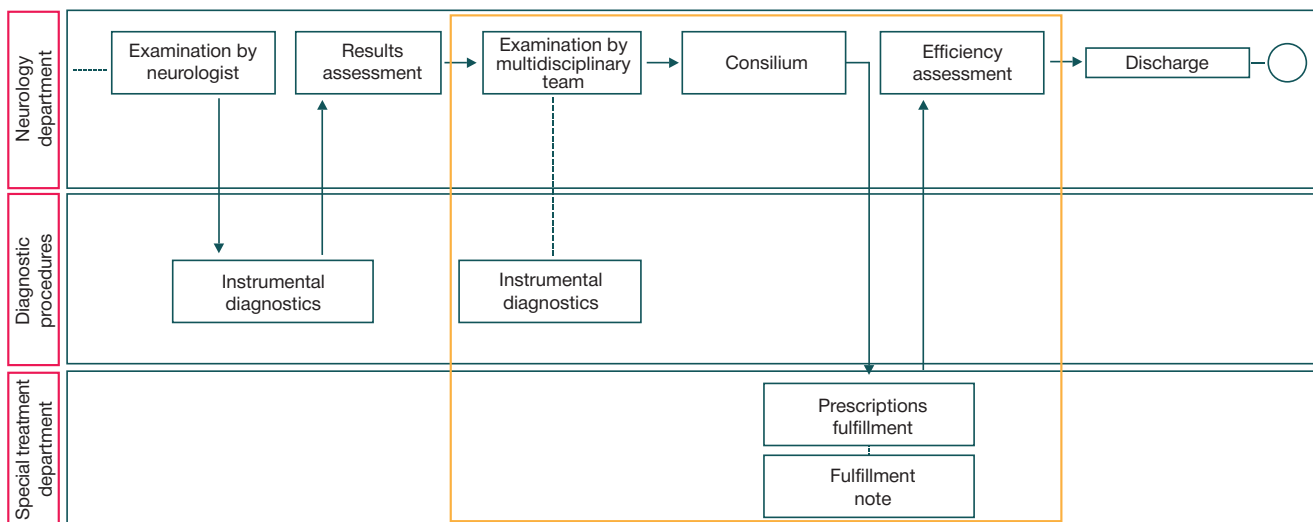 Neurology
department
Examination by
neurologist
Results
assessment
Examination by
multidisciplinary
team
Consilium
Efficiency
assessment
Discharge
Diagnostic
procedures
Instrumental
diagnostics
Instrumental
diagnostics
Special treatment
department
Prescriptions
fulfillment
Fulfillment
note